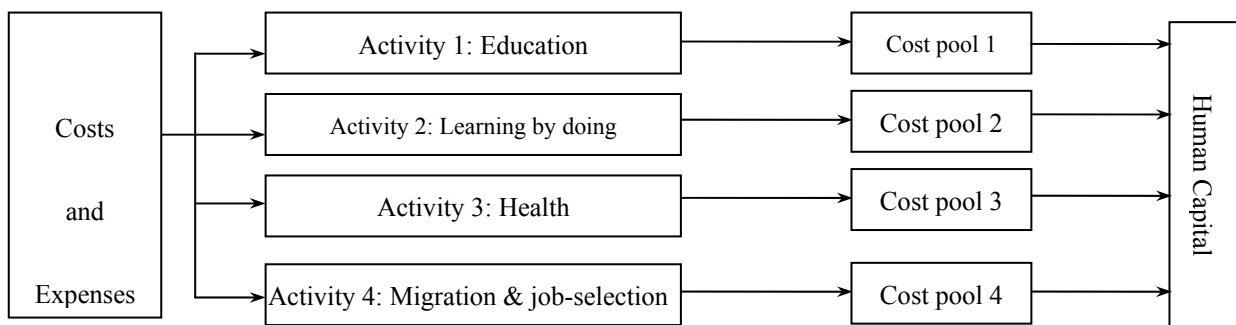 Costs
and
Expenses
Activity 1: Education
Cost pool 1
Activity 2: Learning by doing
Cost pool 2
Activity 3: Health
Cost pool 3
Activity 4: Migration & job-selection
Cost pool 4
Human Capital